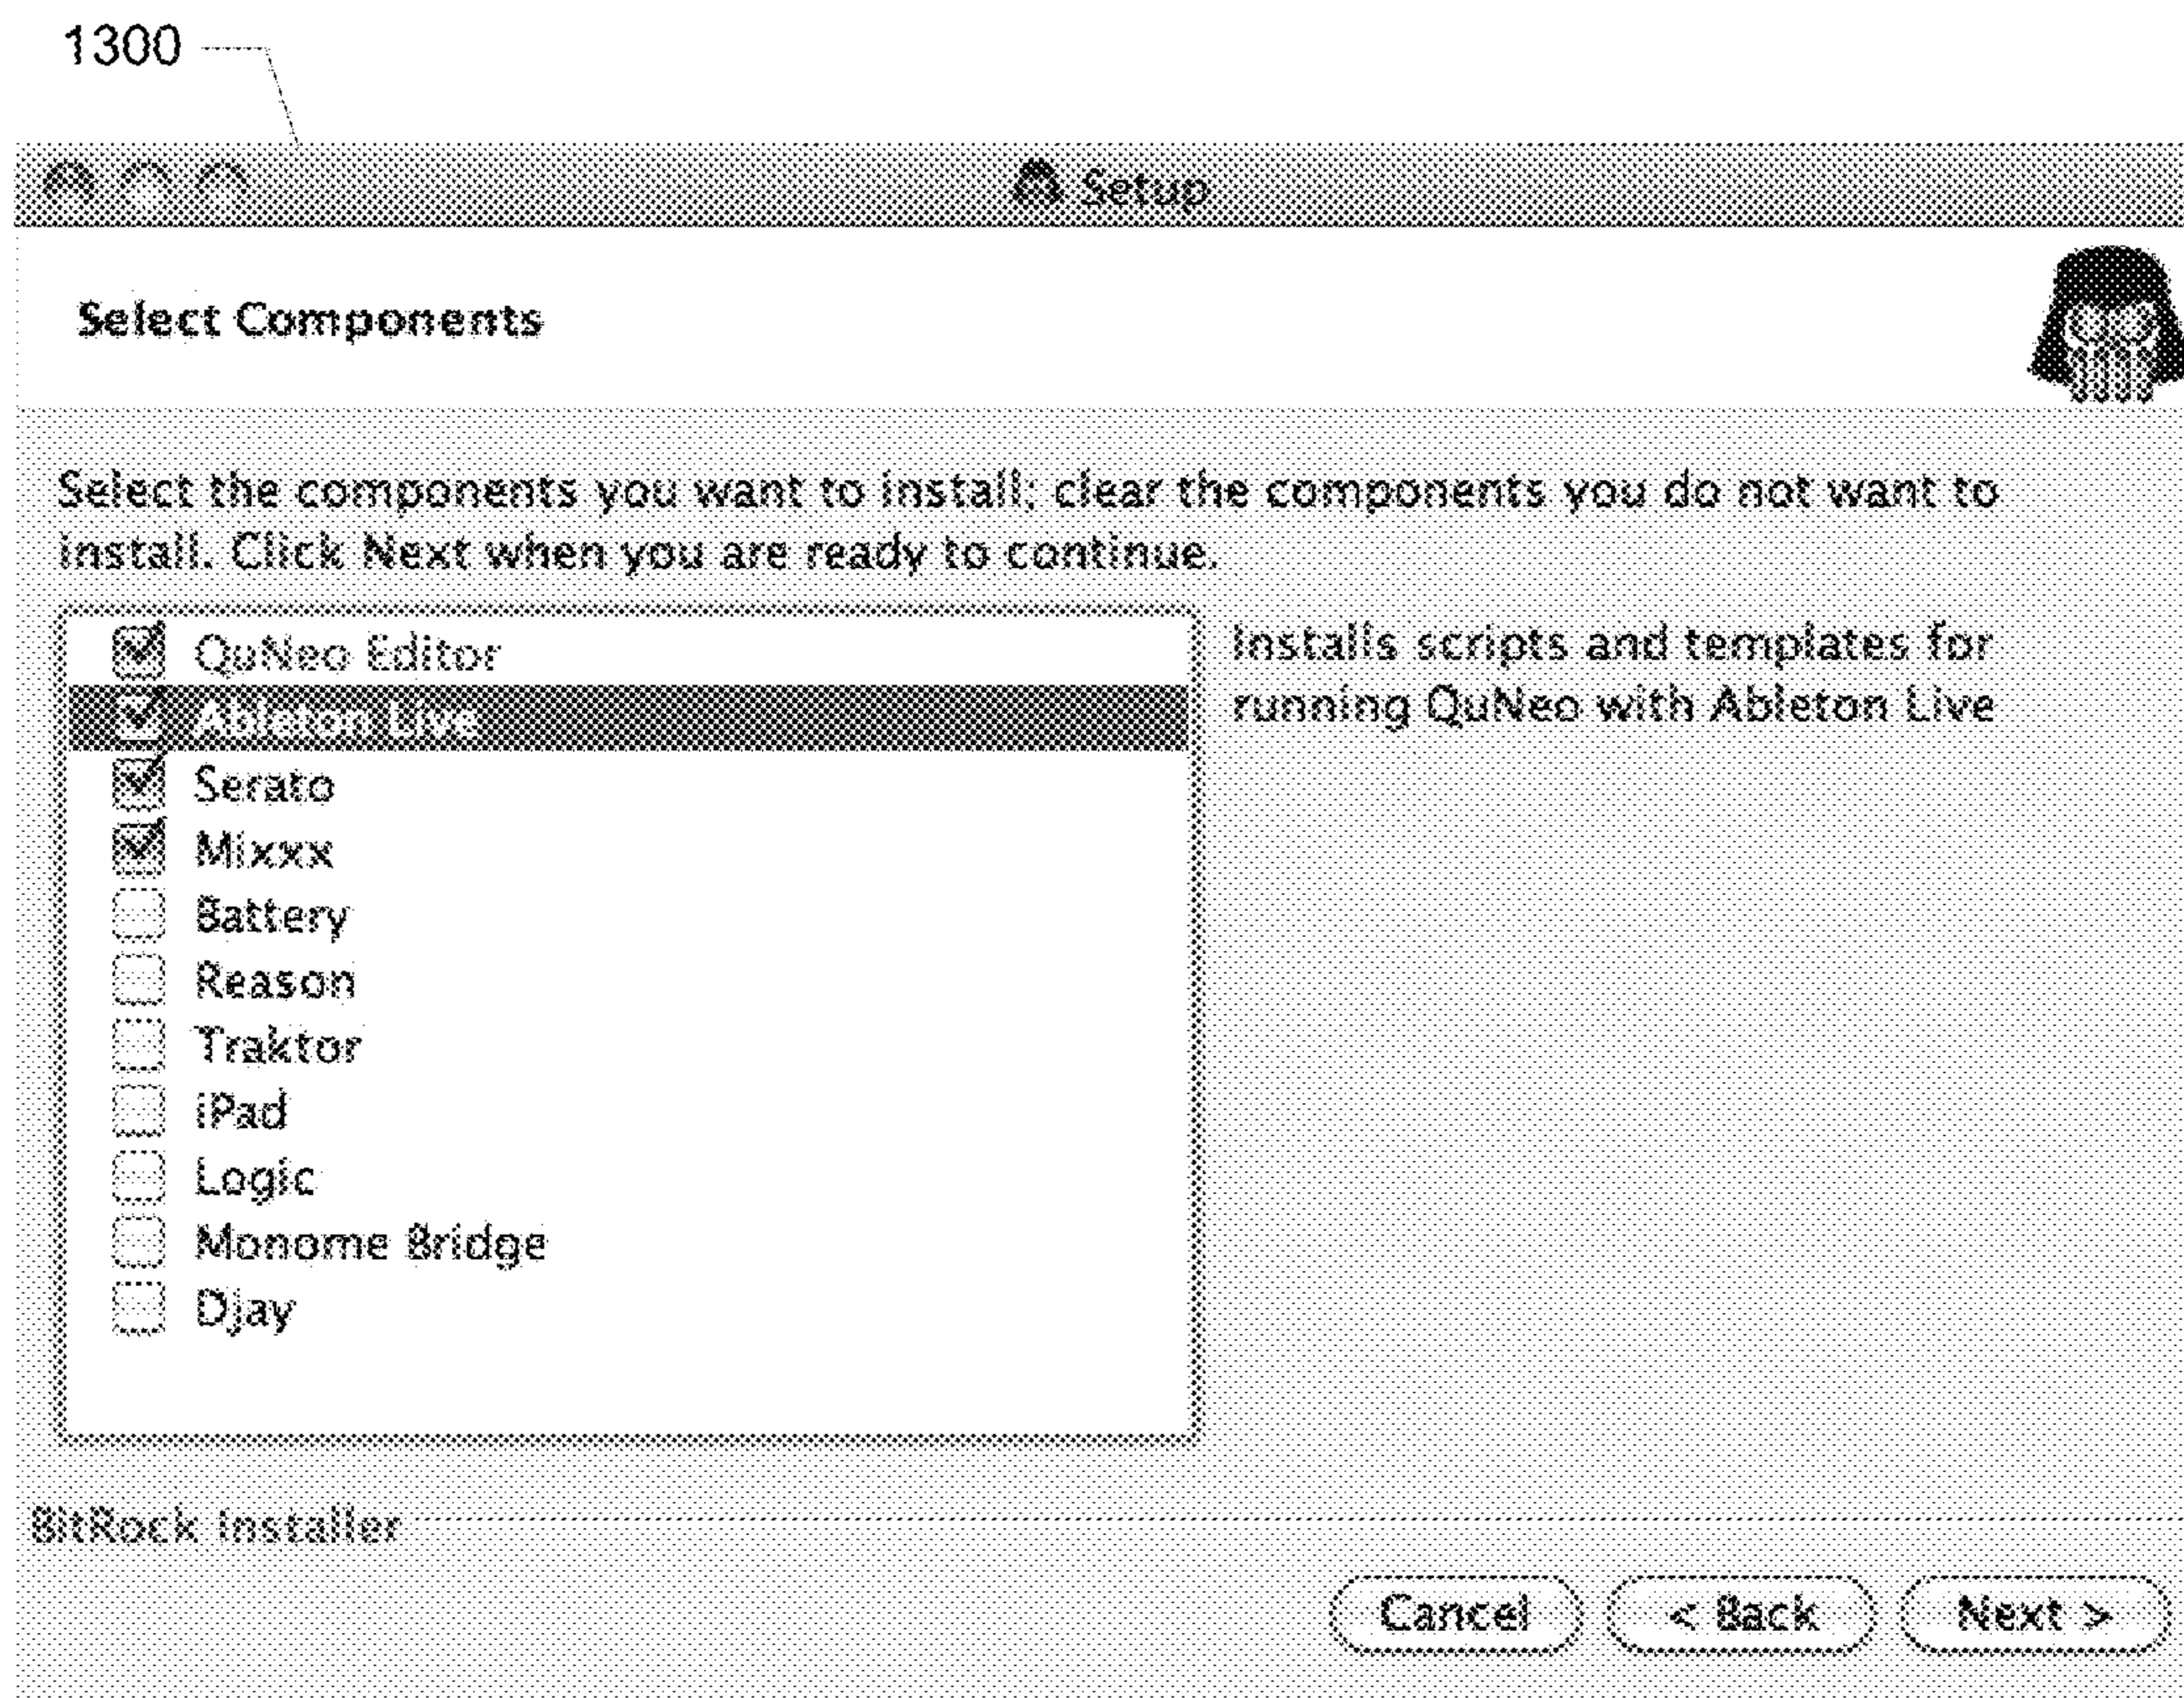 1300
Setup
Select Components
Select the components you want to install; clear the components you do not want to
install. Click Next when you are ready to continue.
QuNeo Editor
Ableton Live
Serato
Mixxx
Battery
Reason
Traktor
iPad
Logic
Monome Bridge
Djay
Installs scripts and templates for
running QuNeo with Ableton Live
BitRock Installer
Cancel
< Back
Next >